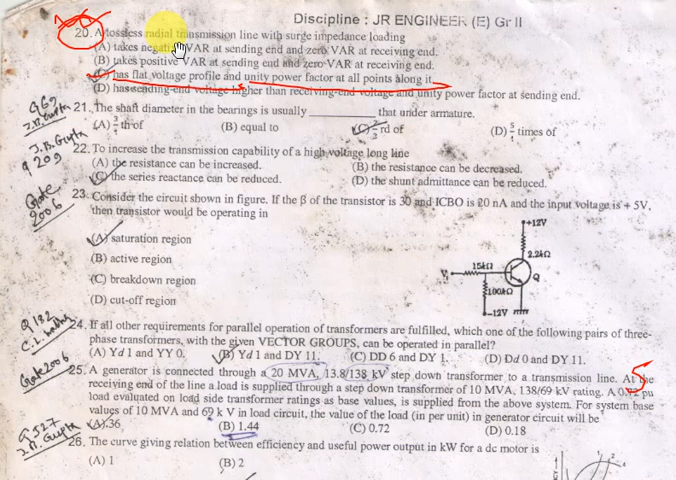 Discipline : JR ENGINEER (E) Gr II
20. A lossless radial transmission line with surge impedance loading
(A) takes negative VAR at sending end and zero VAR at receiving end.
(B) takes positive VAR at sending end and zero VAR at receiving end.
has flat voltage profile and unity power factor at all points along it.
(D) has sending-end voltage higher than receiving-end voltage and unity power factor at sending end.
G69
J.B. Gupta
21. The shaft diameter in the bearings is usually __________ that under armature.
(A) th of (B) equal to (C) rd of (D) times of
J.B. Gupta
9 209
22. To increase the transmission capability of a high voltage long line
(A) the resistance can be increased. (B) the resistance can be decreased.
(C) the series reactance can be reduced. (D) the shunt admittance can be reduced.
Gate
2006
23. Consider the circuit shown in figure. If the β of the transistor is 30 and ICBO is 20 nA and the input voltage is + 5V,
then transistor would be operating in
(A) saturation region
(B) active region
(C) breakdown region
(D) cut-off region
+12V
2.2kΩ
15kΩ
Q
100kΩ
-12V
24. If all other requirements for parallel operation of transformers are fulfilled, which one of the following pairs of three-
phase transformers, with the given VECTOR GROUPS, can be operated in parallel?
(A) Yd 1 and YY 0. (B) Yd 1 and DY 11. (C) DD 6 and DY 1. (D) Dd 0 and DY 11.
Gate2006
25. A generator is connected through a 20 MVA, 13.8/138 kV step down transformer to a transmission line. At the
receiving end of the line a load is supplied through a step down transformer of 10 MVA, 138/69 kV rating. A 0.72 pu
load evaluated on load side transformer ratings as base values, is supplied from the above system. For system base
values of 10 MVA and 69 k V in load circuit, the value of the load (in per unit) in generator circuit will be
5
(A) .36 (B) 1.44 (C) 0.72 (D) 0.18
J.B. Gupta
26. The curve giving relation between efficiency and useful power output in kW for a dc motor is
(A) 1 (B) 2